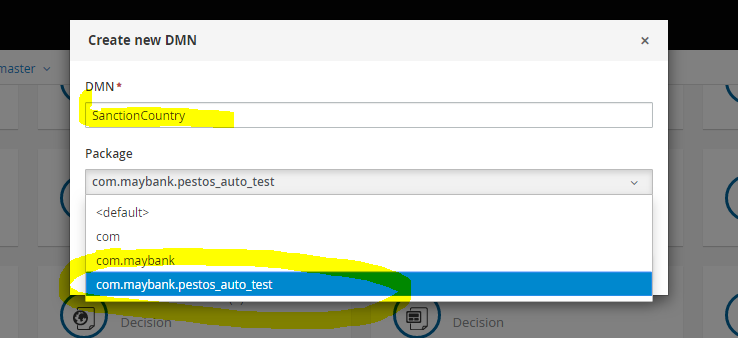 Create new DMN ×
master
DMN*
SanctionCountry
Package
com.maybank.pestos_auto_test
<default>
com
com.maybank
com.maybank.pestos_auto_test
Decision
Decision